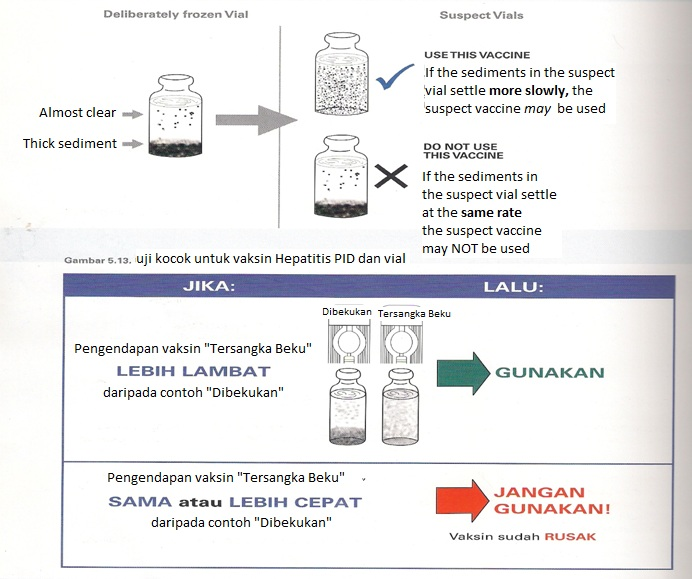 Deliberately frozen Vial
Suspect Vials
Almost clear
Thick sediment
USE THIS VACCINE
If the sediments in the suspect
vial settle more slowly, the
suspect vaccine may be used
DO NOT USE
THIS VACCINE
If the sediments in
the suspect vial settle
at the same rate
the suspect vaccine
may NOT be used
Gambar 5.13. uji kocok untuk vaksin Hepatitis PID dan vial
JIKA:
LALU:
Dibekukan
Tersangka Beku
Pengendapan vaksin "Tersangka Beku"
LEBIH LAMBAT
daripada contoh "Dibekukan"
GUNAKAN
Pengendapan vaksin "Tersangka Beku"
SAMA atau LEBIH CEPAT
daripada contoh "Dibekukan"
JANGAN
GUNAKAN!
Vaksin sudah RUSAK